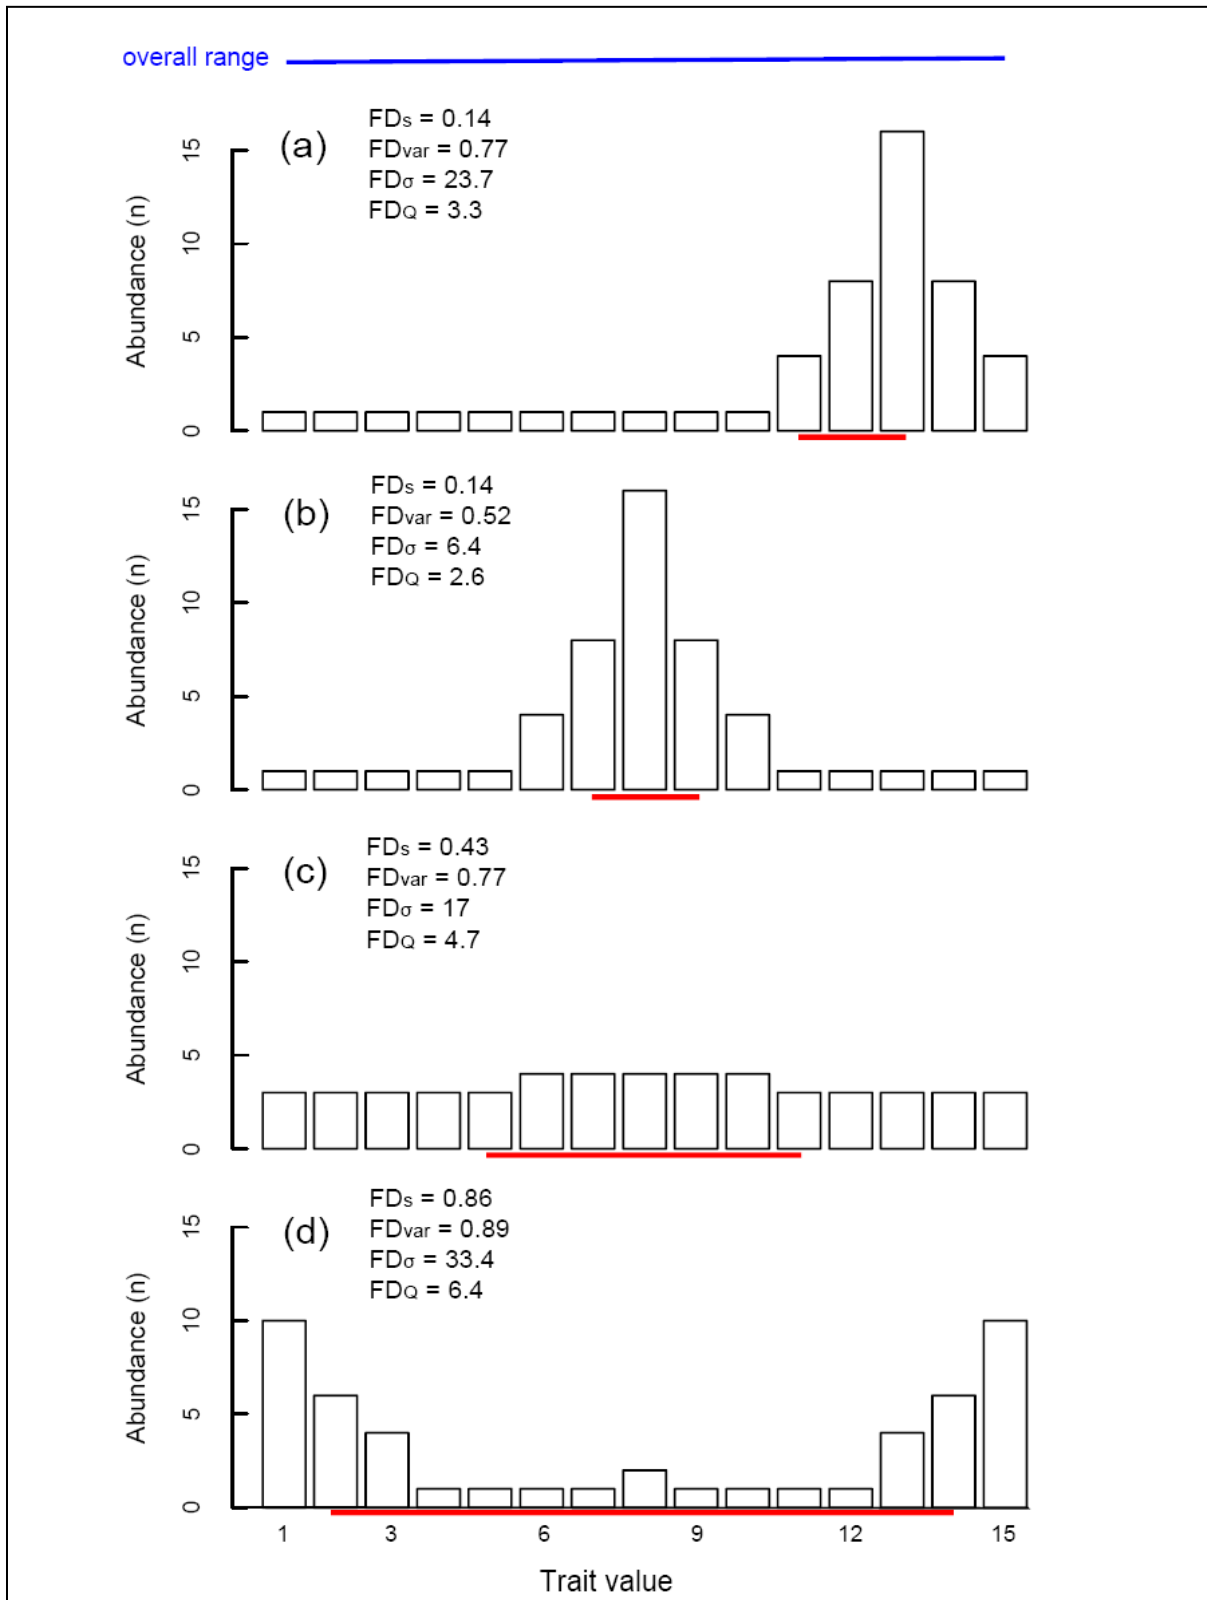 overall range
(a)
FDs = 0.14
FDvar = 0.77
FDσ = 23.7
FDQ = 3.3
Abundance (n)
15
10
5
0
(b)
FDs = 0.14
FDvar = 0.52
FDσ = 6.4
FDQ = 2.6
Abundance (n)
15
10
5
0
(c)
FDs = 0.43
FDvar = 0.77
FDσ = 17
FDQ = 4.7
Abundance (n)
15
10
5
0
(d)
FDs = 0.86
FDvar = 0.89
FDσ = 33.4
FDQ = 6.4
Abundance (n)
15
10
5
0
1 3 6 9 12 15
Trait value